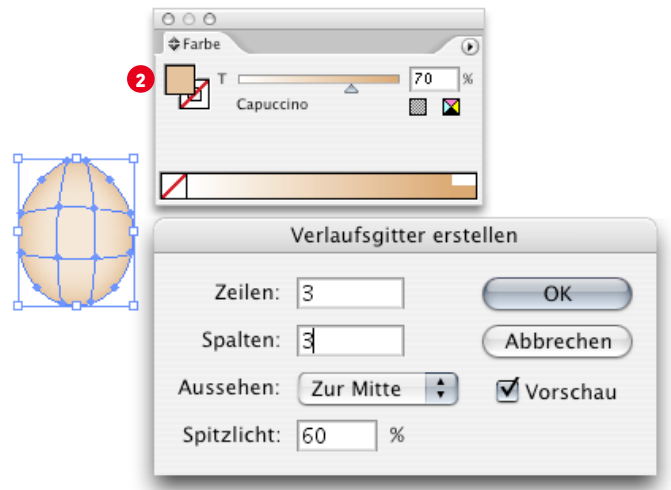 Farbe
2
T 70 %
Capuccino
Verlaufsgitter erstellen
Zeilen: 3 OK
Spalten: 3 Abbrechen
Aussehen: Zur Mitte Vorschau
Spitzlicht: 60 %